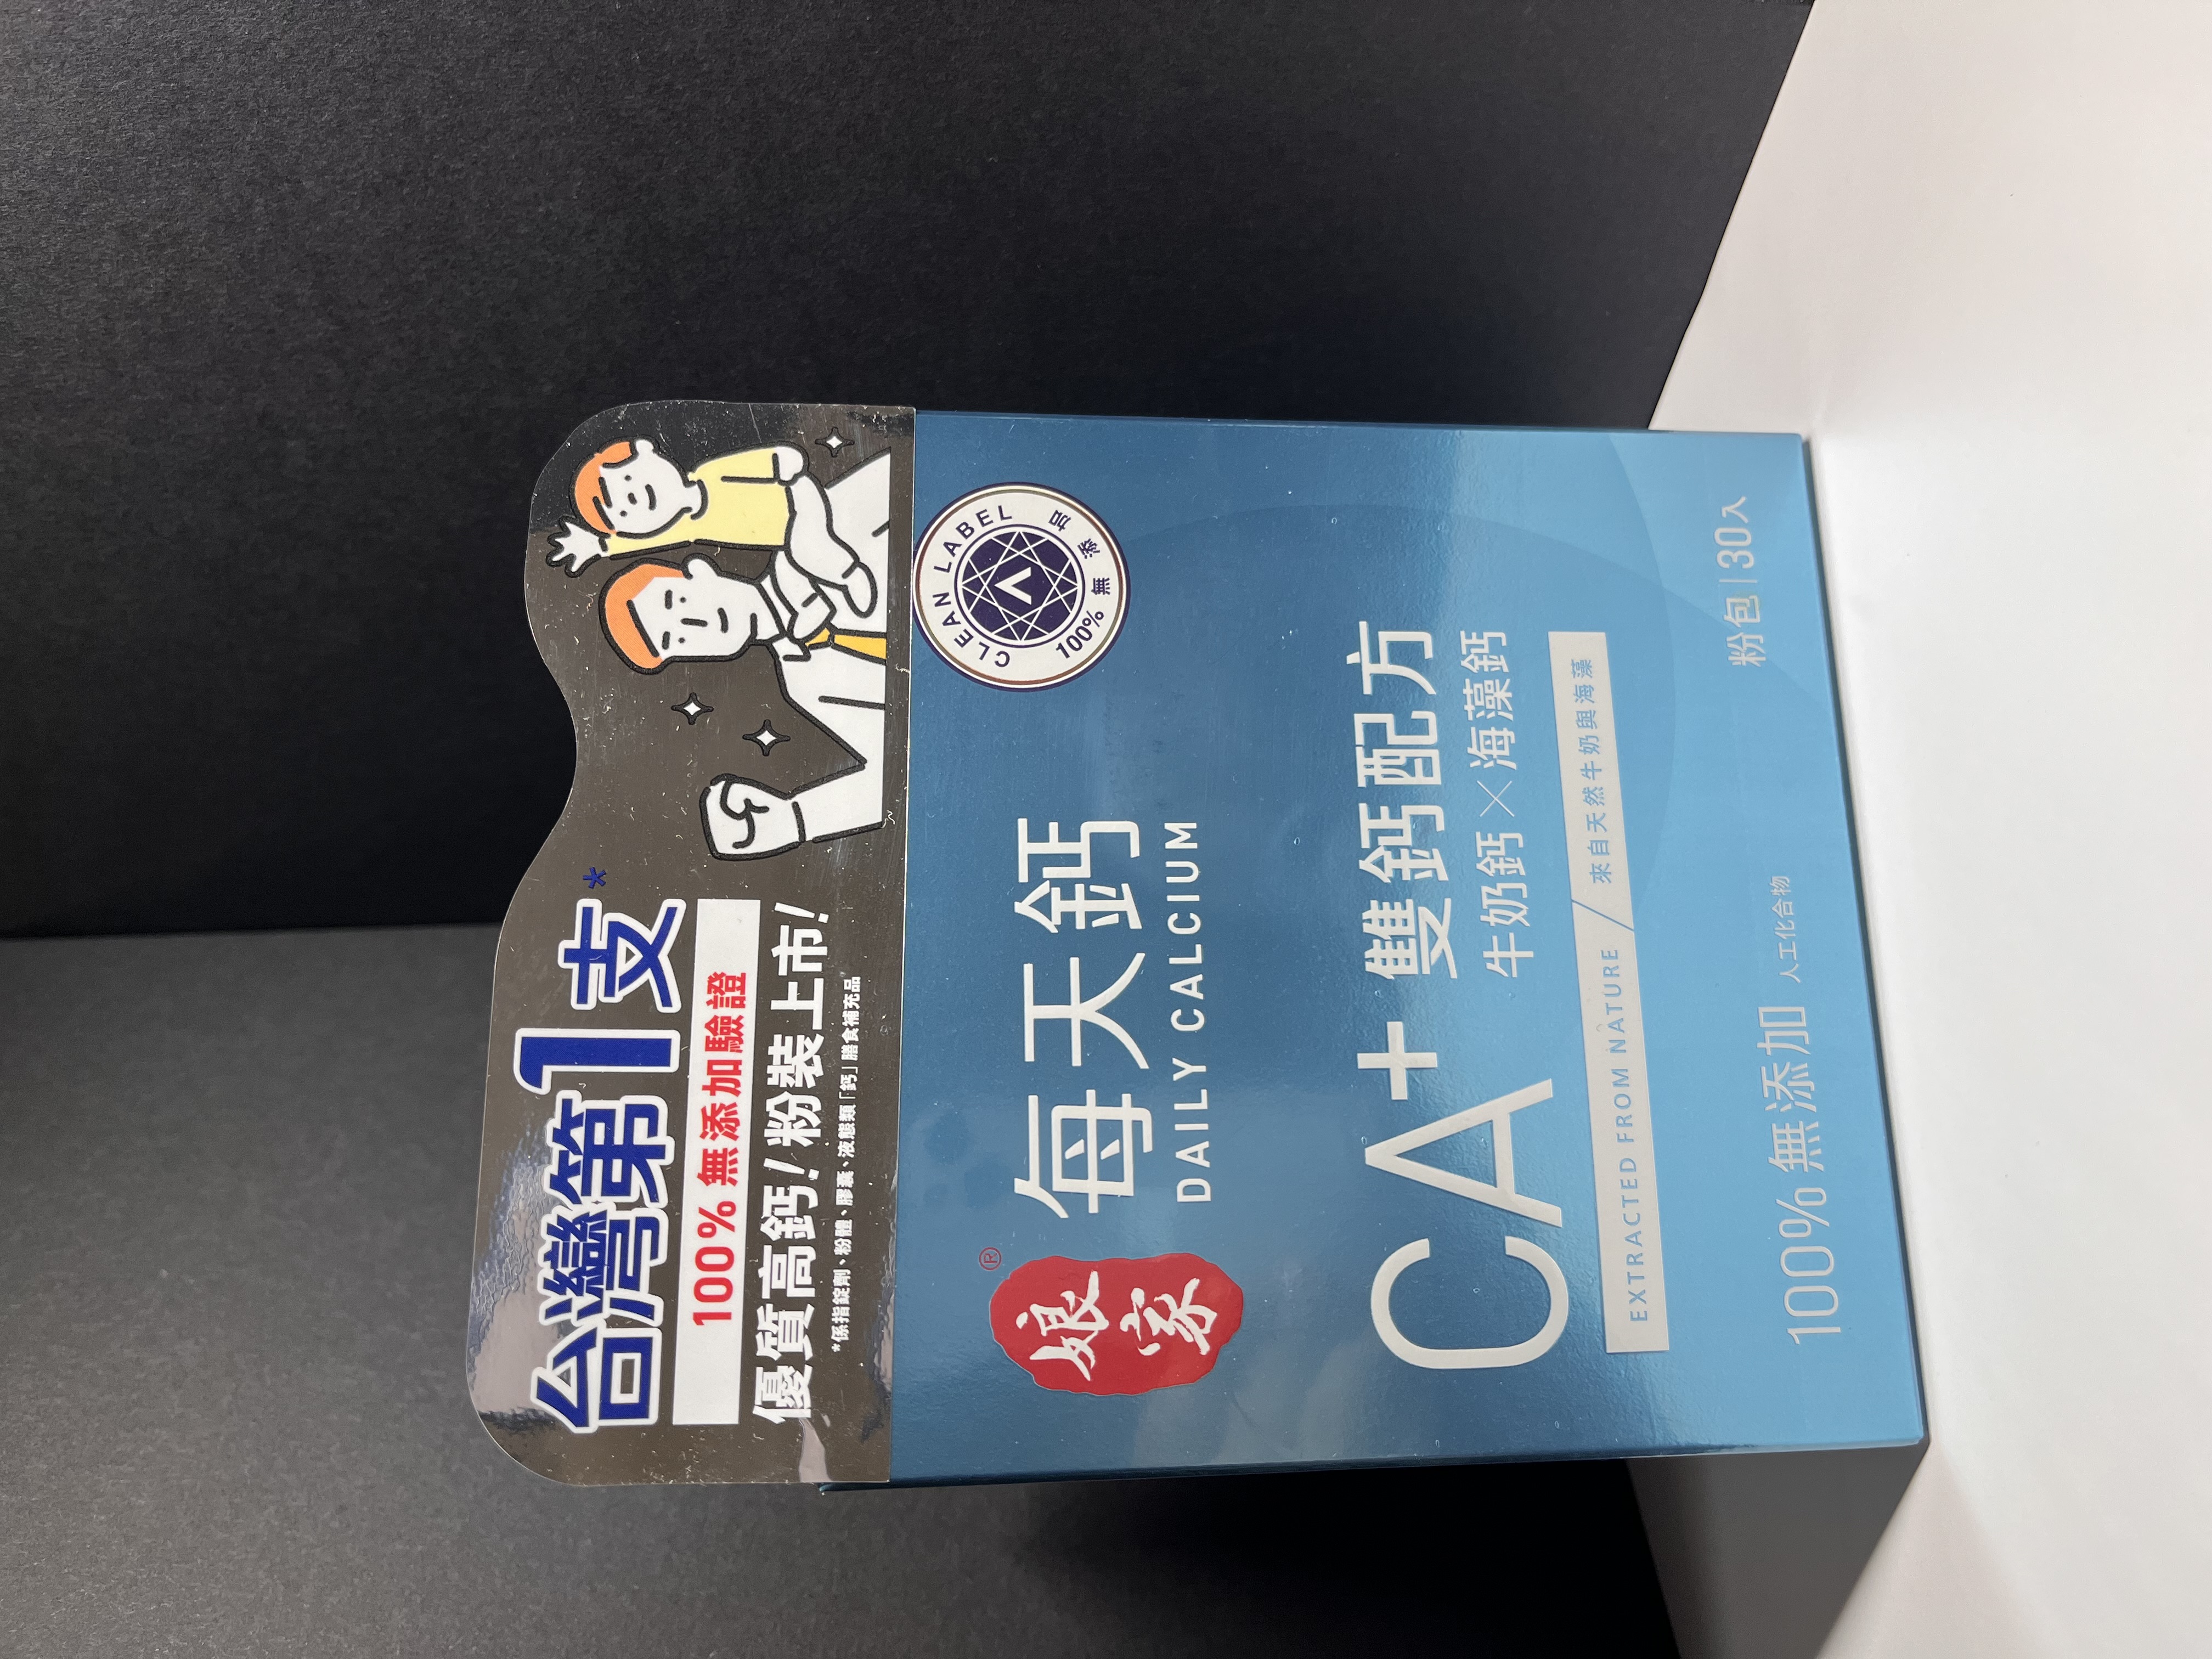 台灣第1支*
100%無添加驗證
優質高鈣!粉裝上市!
*係指錠劑、粉體、膠囊、液態類「鈣」膳食補充品
CLEAN LABEL
100% 無添加
娘家®
每天鈣
DAILY CALCIUM
CA+ 雙鈣配方
牛奶鈣×海藻鈣
EXTRACTED FROM NATURE / 來自天然牛奶與海藻
100%無添加 人工化合物
粉包|30入